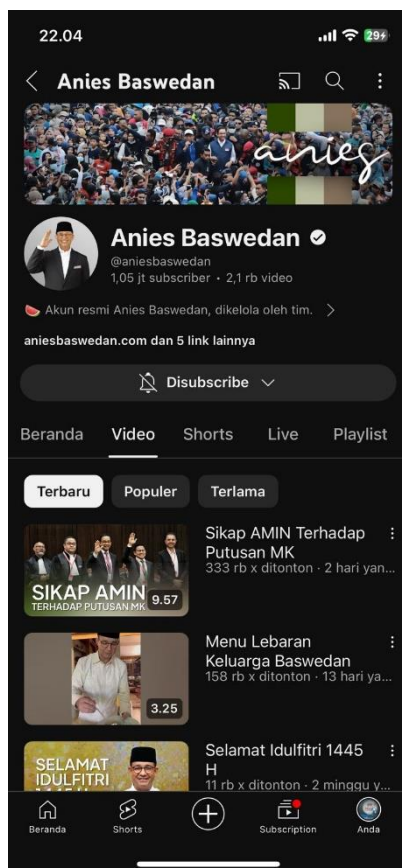 22.04
29
Anies Baswedan
anies
Anies Baswedan
@aniesbaswedan
1,05 jt subscriber • 2,1 rb video
🍉 Akun resmi Anies Baswedan, dikelola oleh tim.
aniesbaswedan.com dan 5 link lainnya
Disubscribe
Beranda Video Shorts Live Playlist
Terbaru Populer Terlama
SIKAP AMIN
TERHADAP PUTUSAN MK
9.57
Sikap AMIN Terhadap
Putusan MK
333 rb x ditonton · 2 hari yan...
3.25
Menu Lebaran
Keluarga Baswedan
158 rb x ditonton · 13 hari ya...
SELAMAT
IDULFITRI
Selamat Idulfitri 1445
H
11 rb x ditonton · 2 minggu y...
Beranda Shorts Subscription Anda